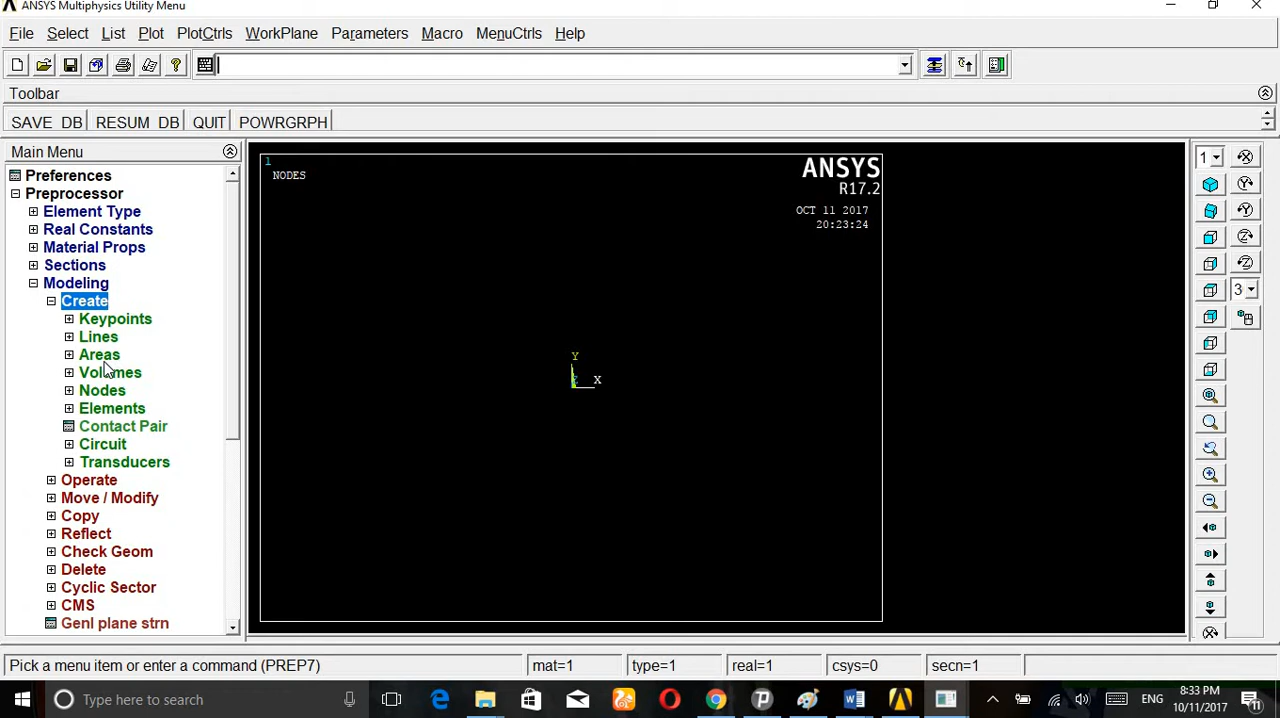 ANSYS Multiphysics Utility Menu
File Select List Plot PlotCtrls WorkPlane Parameters Macro MenuCtrls Help
Toolbar
SAVE_DB RESUM_DB QUIT POWRGRPH
Main Menu
Preferences
Preprocessor
Element Type
Real Constants
Material Props
Sections
Modeling
Create
Keypoints
Lines
Areas
Volumes
Nodes
Elements
Contact Pair
Circuit
Transducers
Operate
Move / Modify
Copy
Reflect
Check Geom
Delete
Cyclic Sector
CMS
Genl plane strn
1
NODES
ANSYS
R17.2
OCT 11 2017
20:23:24
Y
X
1
3
Pick a menu item or enter a command (PREP7)
mat=1
type=1
real=1
csys=0
secn=1
Type here to search
ENG
8:33 PM
10/11/2017
11